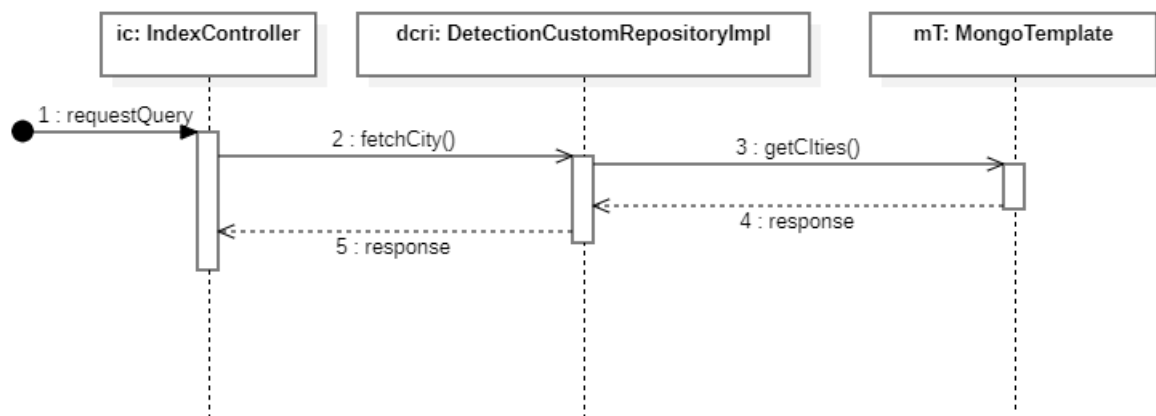 ic: IndexController
dcri: DetectionCustomRepositoryImpl
mT: MongoTemplate
1 : requestQuery
2 : fetchCity()
3 : getCIties()
4 : response
5 : response